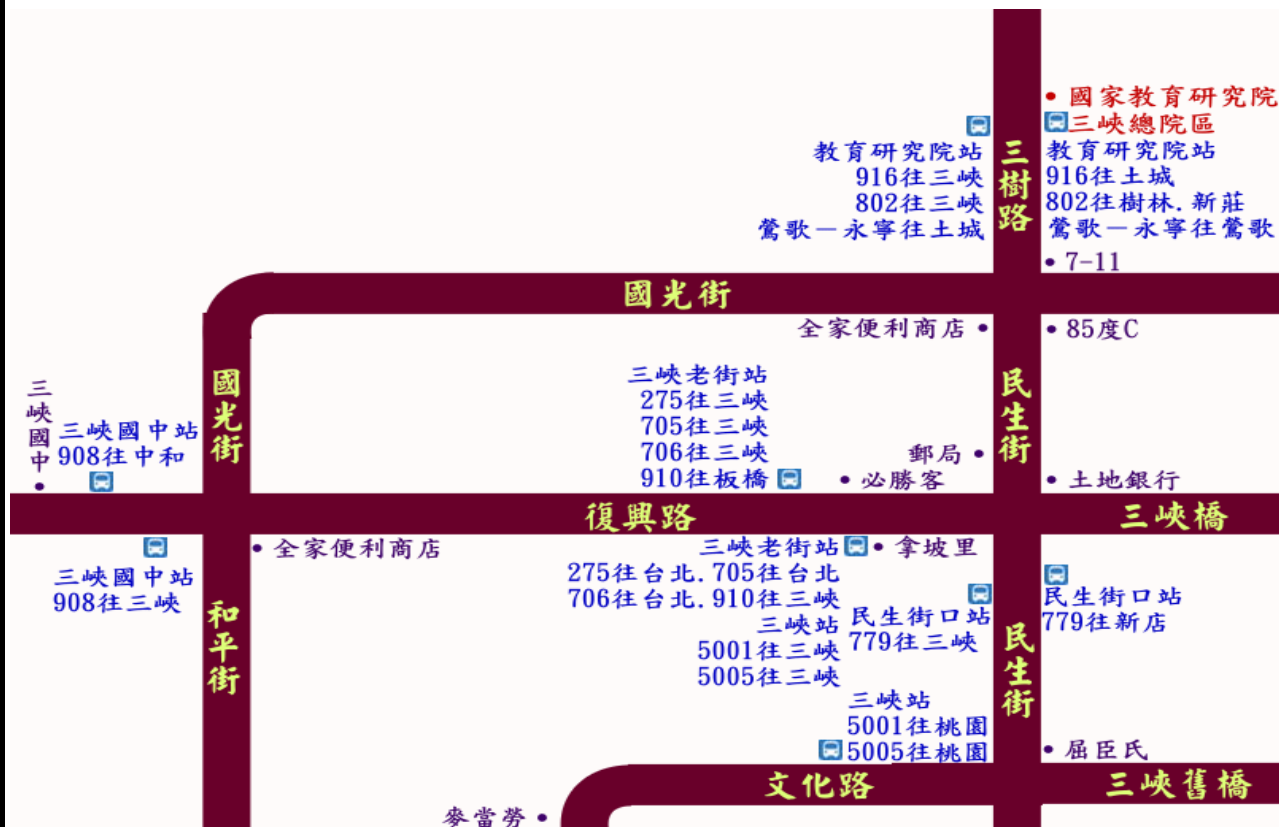 • 國家教育研究院
三峽總院區
教育研究院站
916往三峽
802往三峽
鶯歌－永寧往土城
三樹路
教育研究院站
916往土城
802往樹林.新莊
鶯歌－永寧往鶯歌
• 7-11
國光街
全家便利商店 •
• 85度C
三峽國中 •
三峽國中站
908往中和
國光街
三峽老街站
275往三峽
705往三峽
706往三峽
910往板橋
郵局 •
• 必勝客
民生街
• 土地銀行
復興路
三峽橋
三峽國中站
908往三峽
• 全家便利商店
和平街
三峽老街站
275往台北.705往台北
706往台北.910往三峽
三峽站
5001往三峽
5005往三峽
• 拿坡里
民生街口站
779往三峽
民生街口站
779往新店
民生街
三峽站
5001往桃園
5005往桃園
• 屈臣氏
文化路
三峽舊橋
麥當勞 •